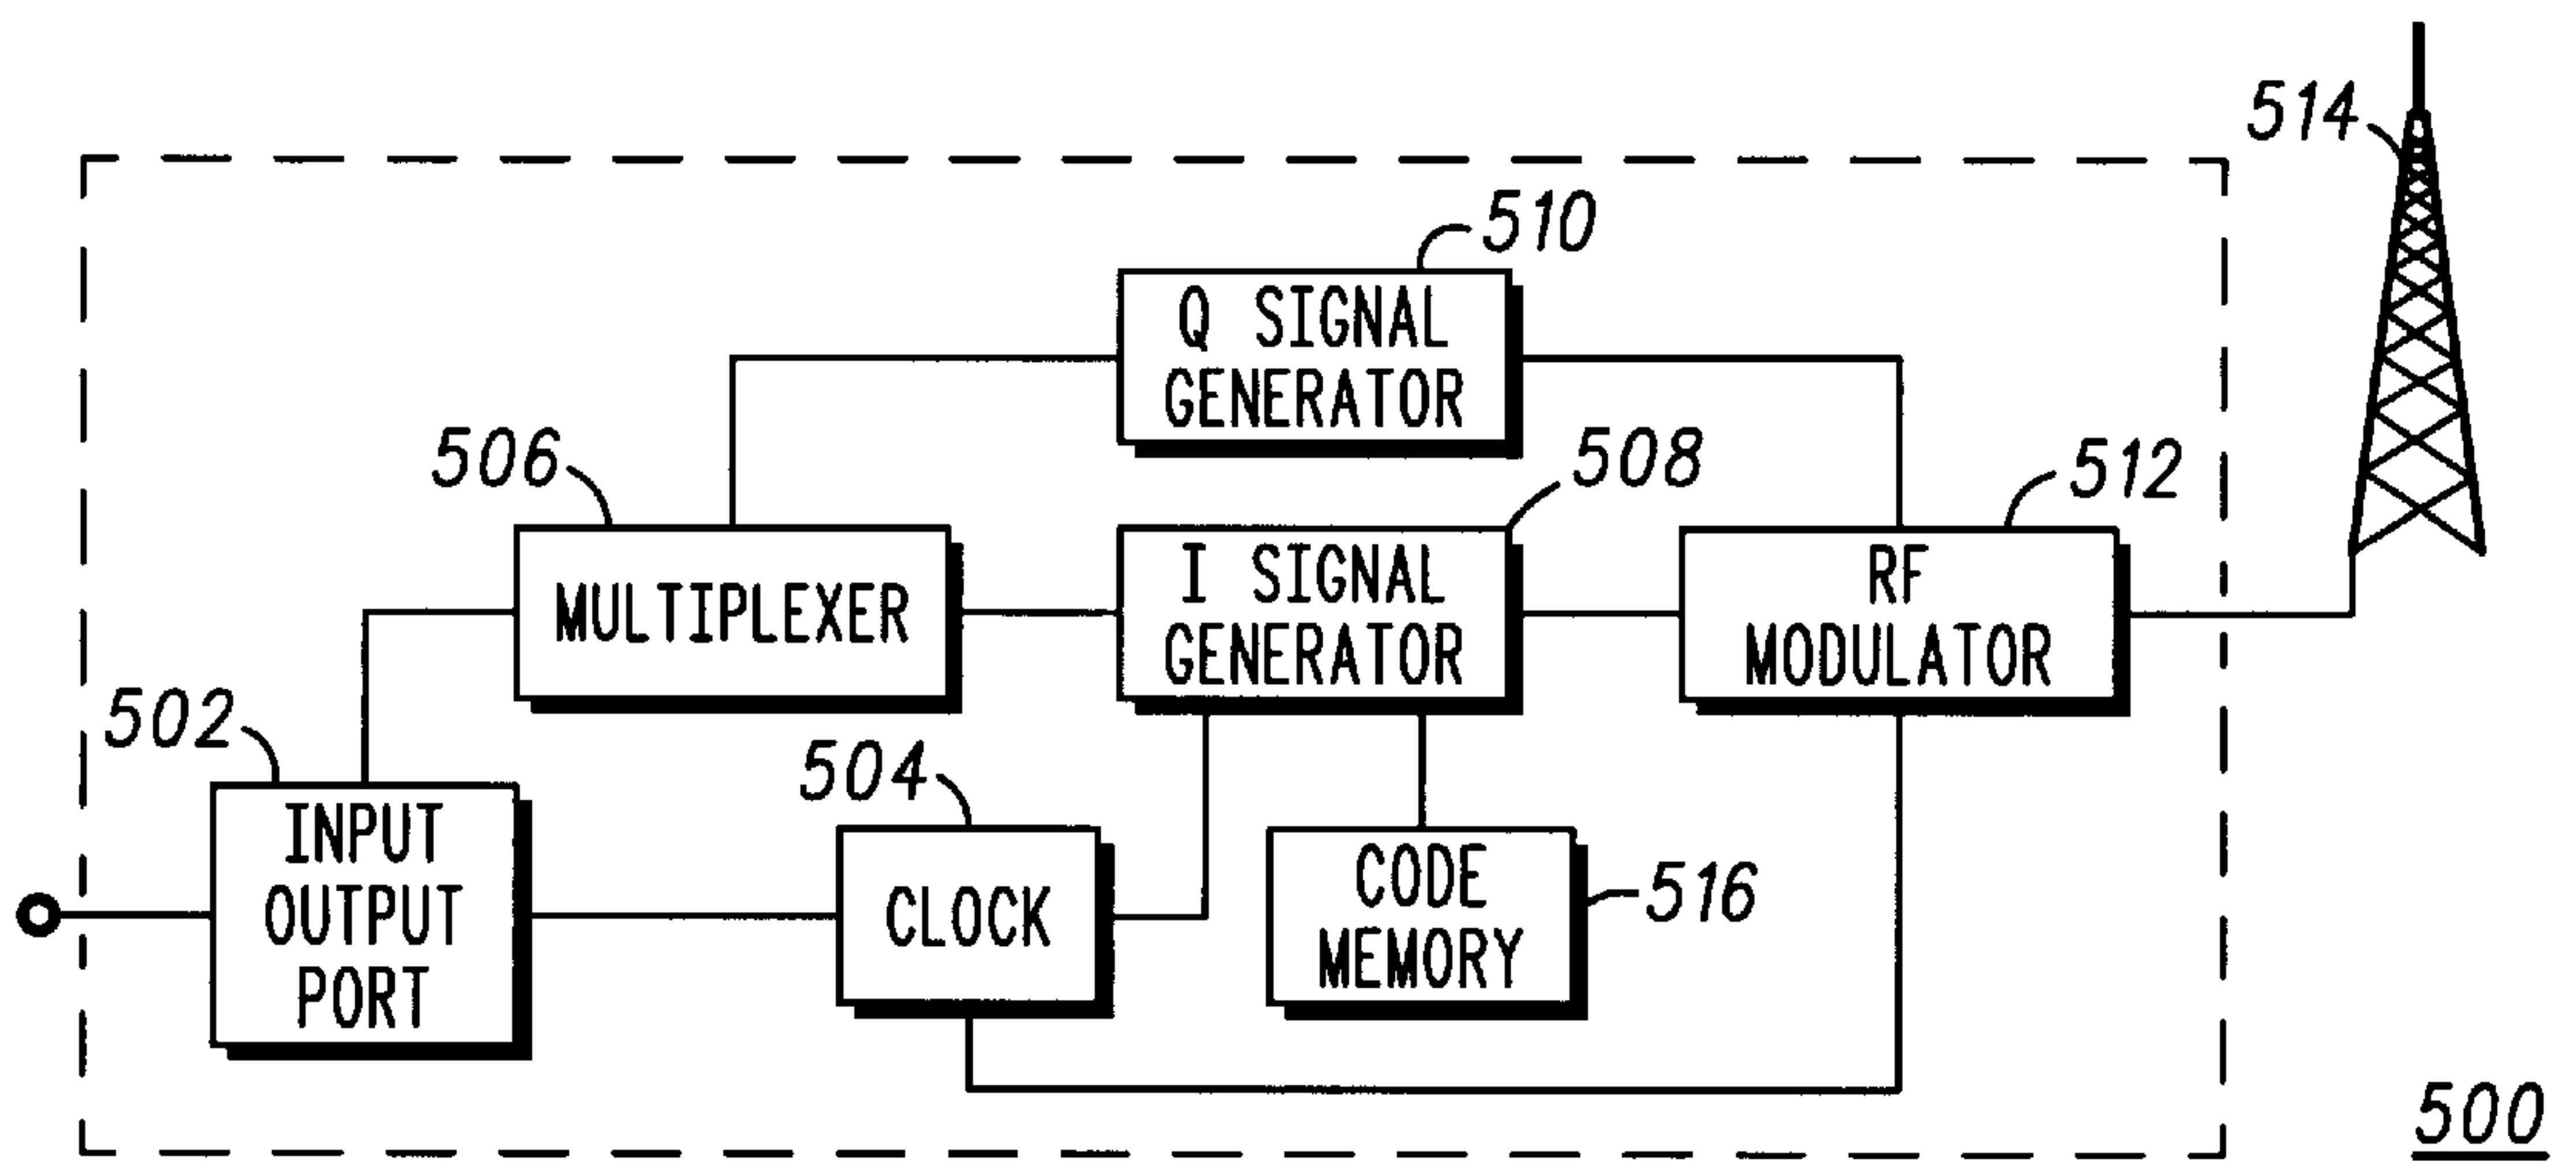 514
510
Q SIGNAL
GENERATOR
506
508
512
MULTIPLEXER
I SIGNAL
GENERATOR
RF
MODULATOR
502
504
INPUT
OUTPUT
PORT
CLOCK
CODE
MEMORY
516
500